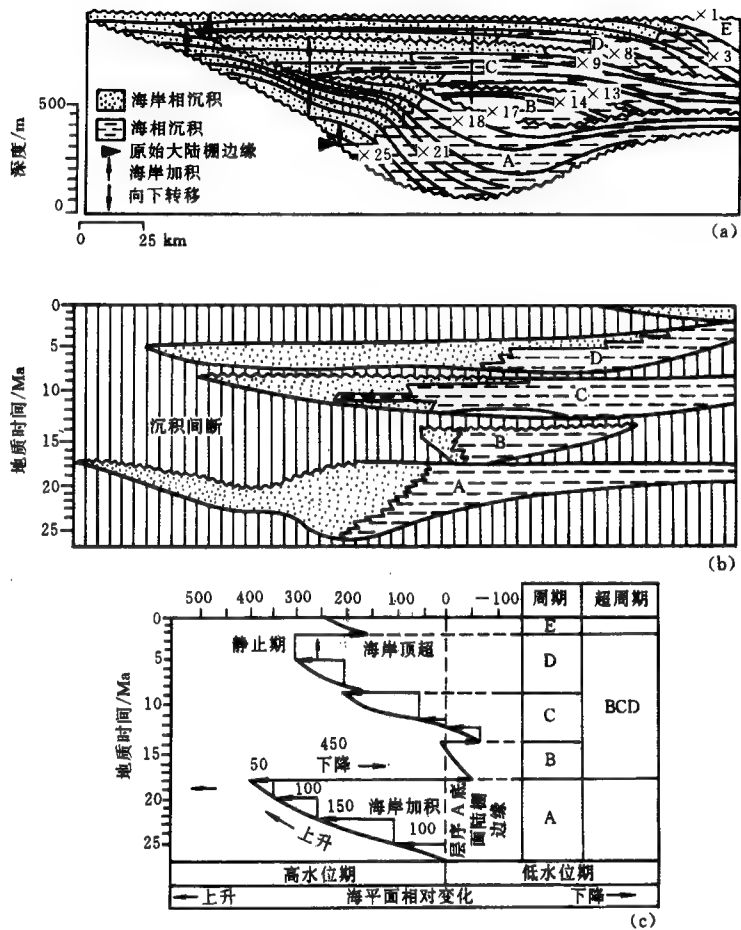 ×1
E
D
×8
×3
C
×9
×13
B
×14
×17
×18
A
×21
×25
500
0
深度/m
海岸相沉积
海相沉积
原始大陆棚边缘
海岸加积
向下转移
0 25 km
(a)
0
5
10
15
20
25
地质时间/Ma
D
C
沉积间断
B
A
(b)
500 400 300 200 100 0 -100 周期 超周期
0
5
10
15
20
25
地质时间/Ma
静止期
海岸顶超
E
D
C
BCD
450
50
下降
B
100
150
海岸加积
100
上升
层序A底
面陆棚
边缘
A
高水位期 低水位期
上升 海平面相对变化 下降
(c)